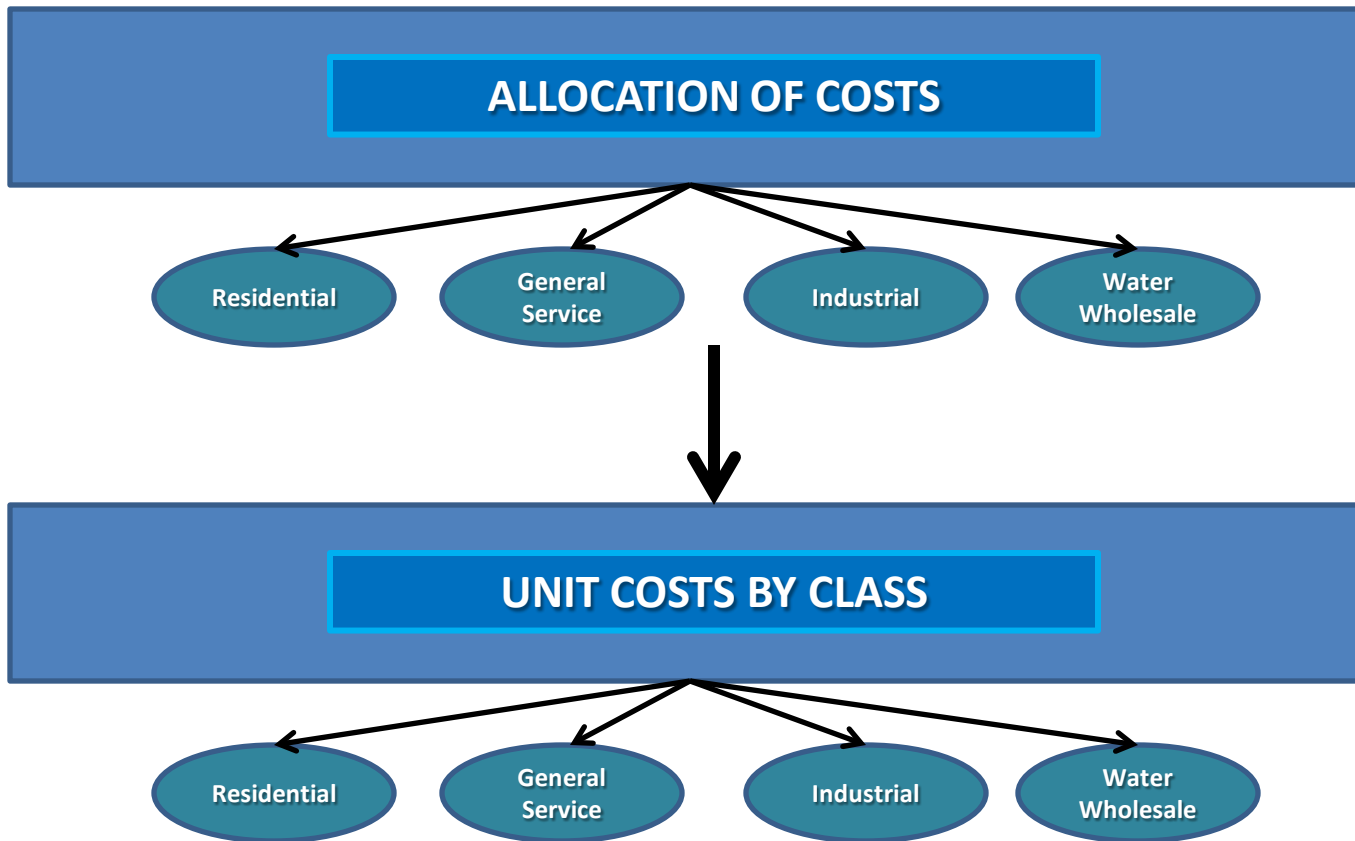 ALLOCATION OF COSTS
Residential
General
Service
Industrial
Water
Wholesale
UNIT COSTS BY CLASS
Residential
General
Service
Industrial
Water
Wholesale